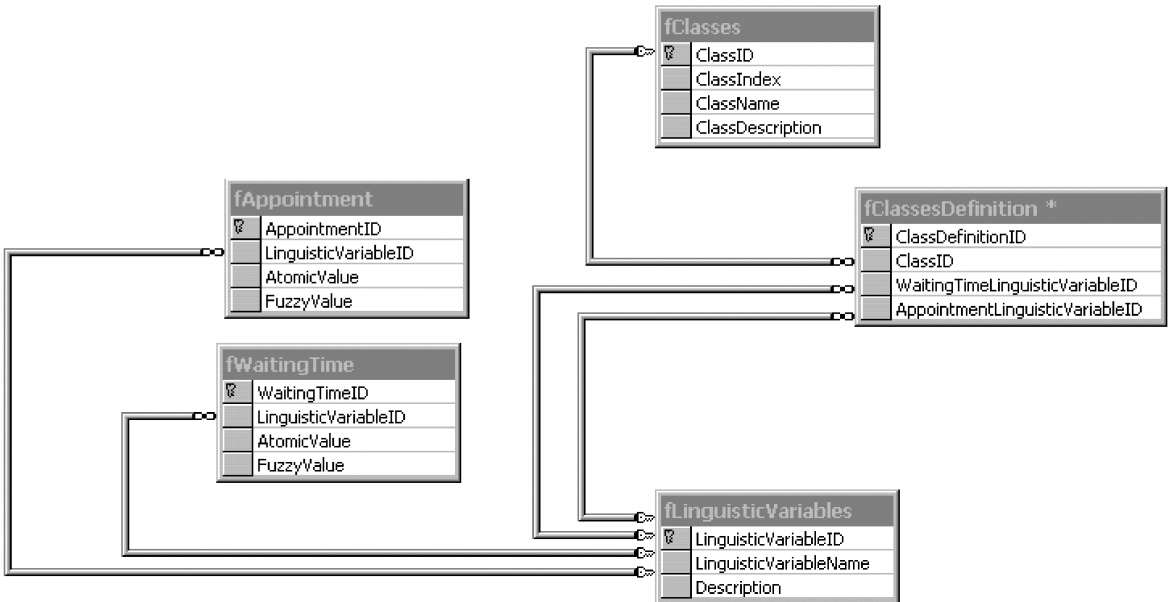 fClasses
ClassID
ClassIndex
ClassName
ClassDescription
fAppointment
AppointmentID
LinguisticVariableID
AtomicValue
FuzzyValue
fClassesDefinition *
ClassDefinitionID
ClassID
WaitingTimeLinguisticVariableID
AppointmentLinguisticVariableID
fWaitingTime
WaitingTimeID
LinguisticVariableID
AtomicValue
FuzzyValue
fLinguisticVariables
LinguisticVariableID
LinguisticVariableName
Description